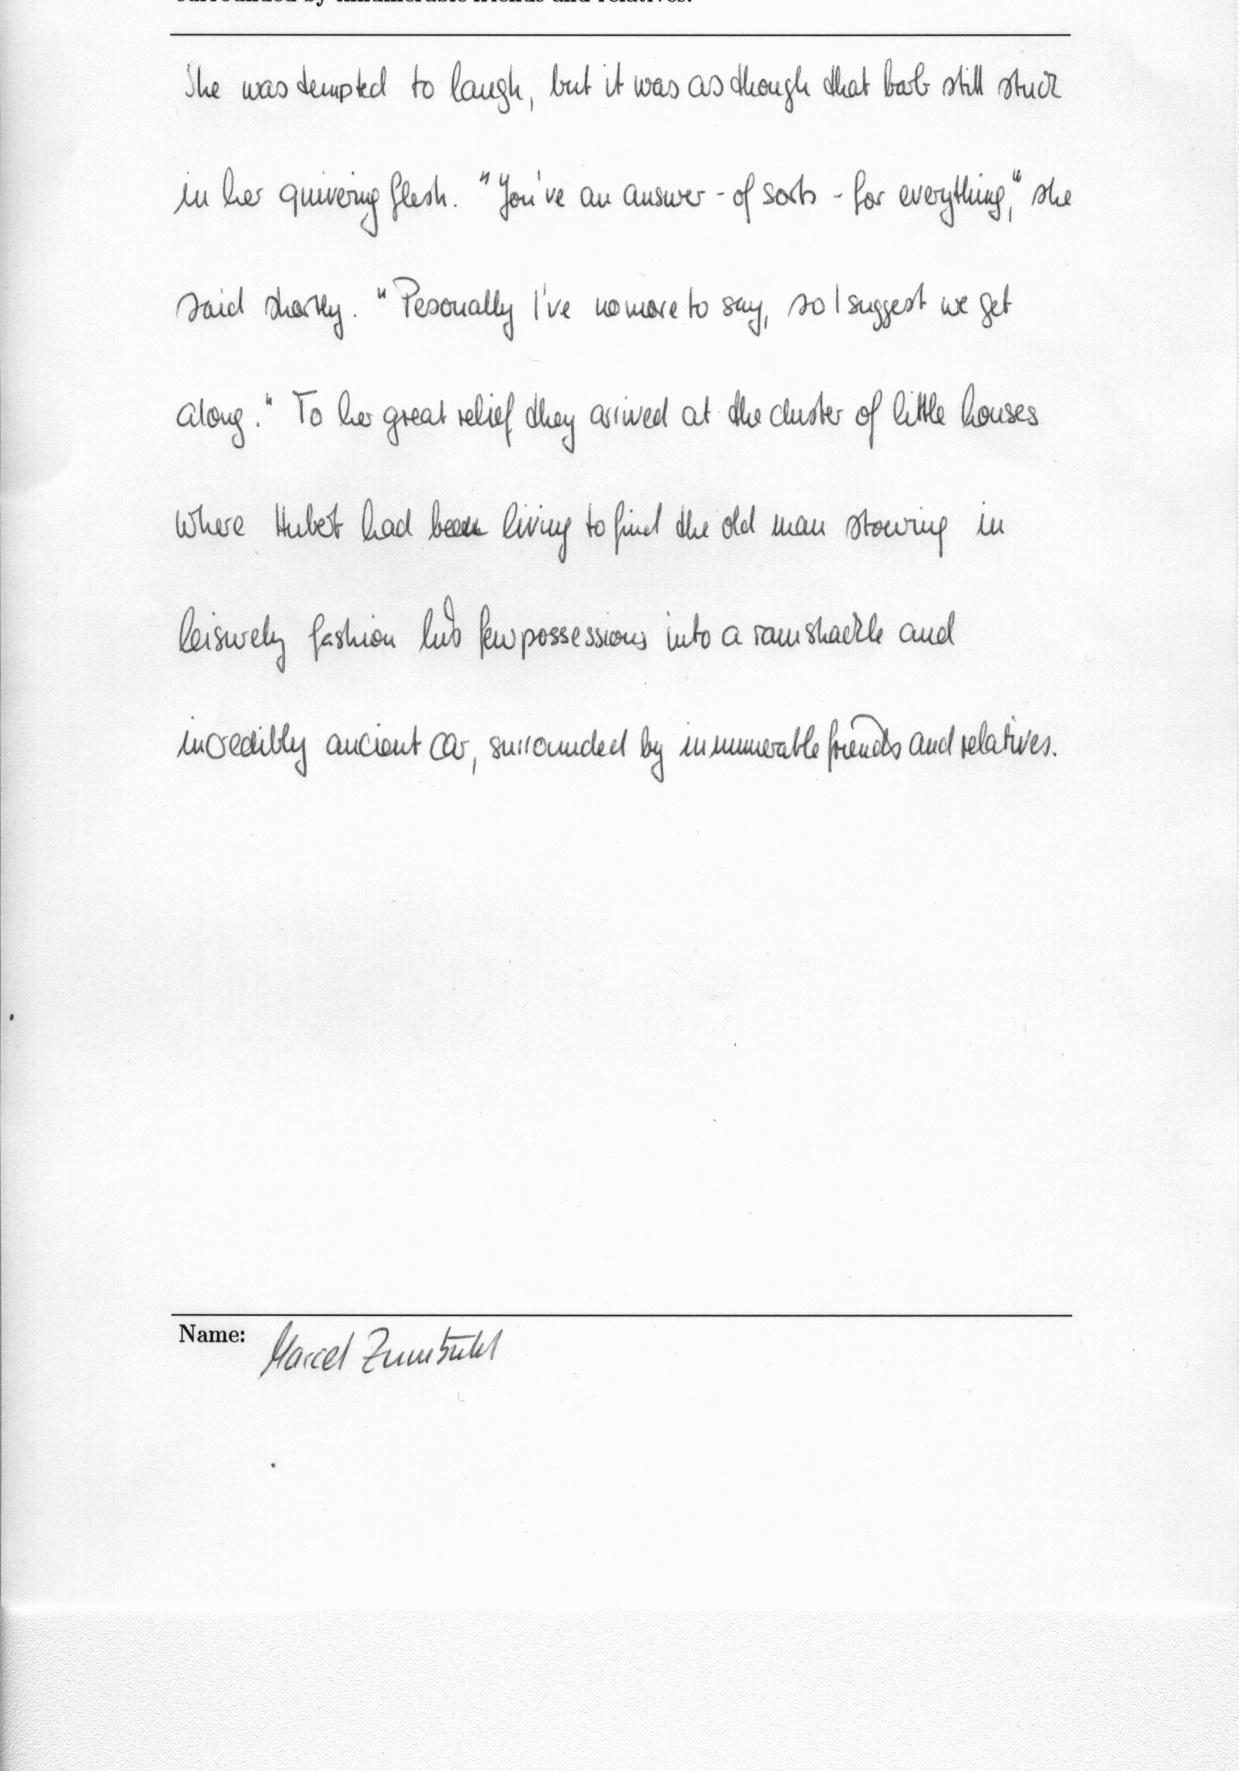 surrounded by innumerable friends and relatives.
She was tempted to laugh, but it was as though that barb still stuck
in her quivering flesh. "You've an answer - of sorts - for everything," she
said shortly. "Pesonally I've no more to say, so I suggest we get
along." To her great relief they arrived at the cluster of little houses
where Hubert had been living to find the old man stowing in
leisurely fashion his few possessions into a ramshackle and
incredibly ancient car, surrounded by innumerable friends and relatives.
Name: Marcel Zumbühl